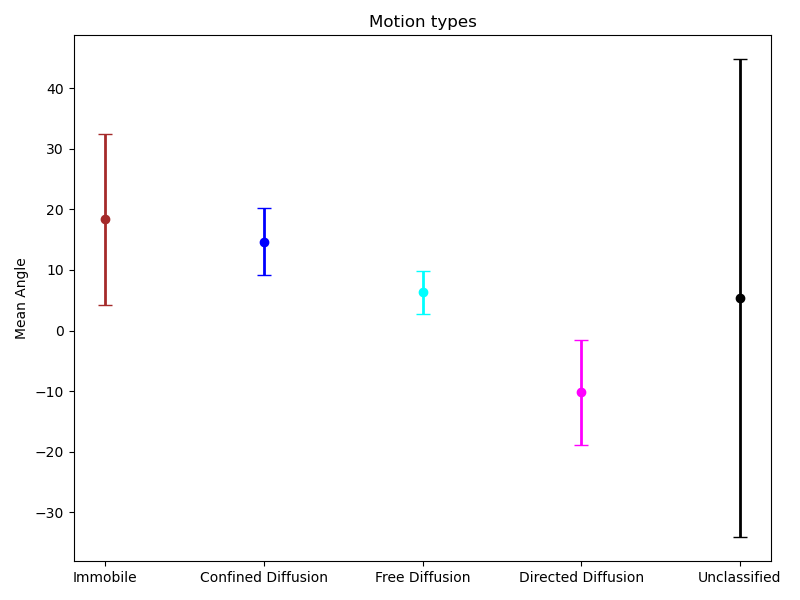 Motion types
Mean Angle
40
30
20
10
0
−10
−20
−30
Immobile
Confined Diffusion
Free Diffusion
Directed Diffusion
Unclassified